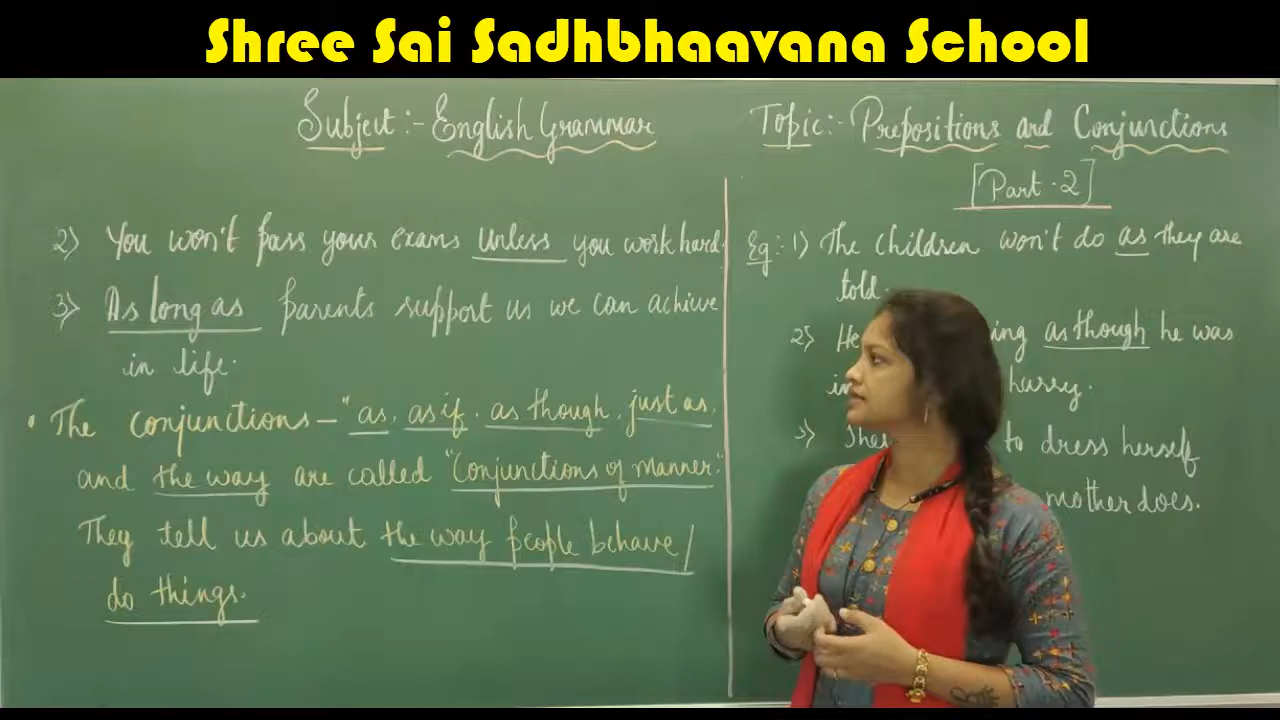 Shree Sai Sadhbhaavana School
Subject:- English Grammar
Topic:- Prepositions and Conjunctions
[Part-2]
2) You won't pass your exams unless you work hard.
3) As long as parents support us we can achieve
in life.
• The conjunctions - "as, as if, as though, just as,
and the way are called "Conjunctions of manner."
They tell us about the way people behave/
do things.
Eg:- 1) The children won't do as they are
told.
2) He ing as though he was
in hurry.
3) to dress herself
mother does.